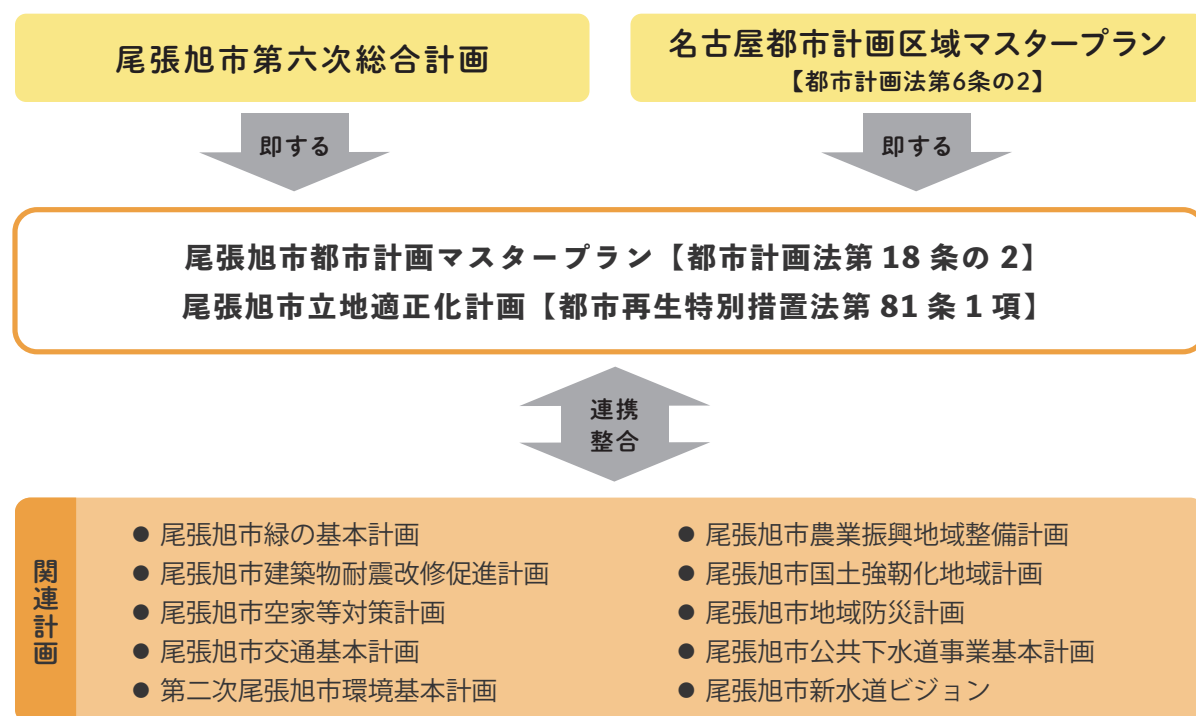 尾張旭市第六次総合計画
名古屋都市計画区域マスタープラン
【都市計画法第6条の2】
即する
即する
尾張旭市都市計画マスタープラン【都市計画法第 18 条の 2】
尾張旭市立地適正化計画【都市再生特別措置法第 81 条 1 項】
連携
整合
関連計画
● 尾張旭市緑の基本計画
● 尾張旭市建築物耐震改修促進計画
● 尾張旭市空家等対策計画
● 尾張旭市交通基本計画
● 第二次尾張旭市環境基本計画
● 尾張旭市農業振興地域整備計画
● 尾張旭市国土強靭化地域計画
● 尾張旭市地域防災計画
● 尾張旭市公共下水道事業基本計画
● 尾張旭市新水道ビジョン